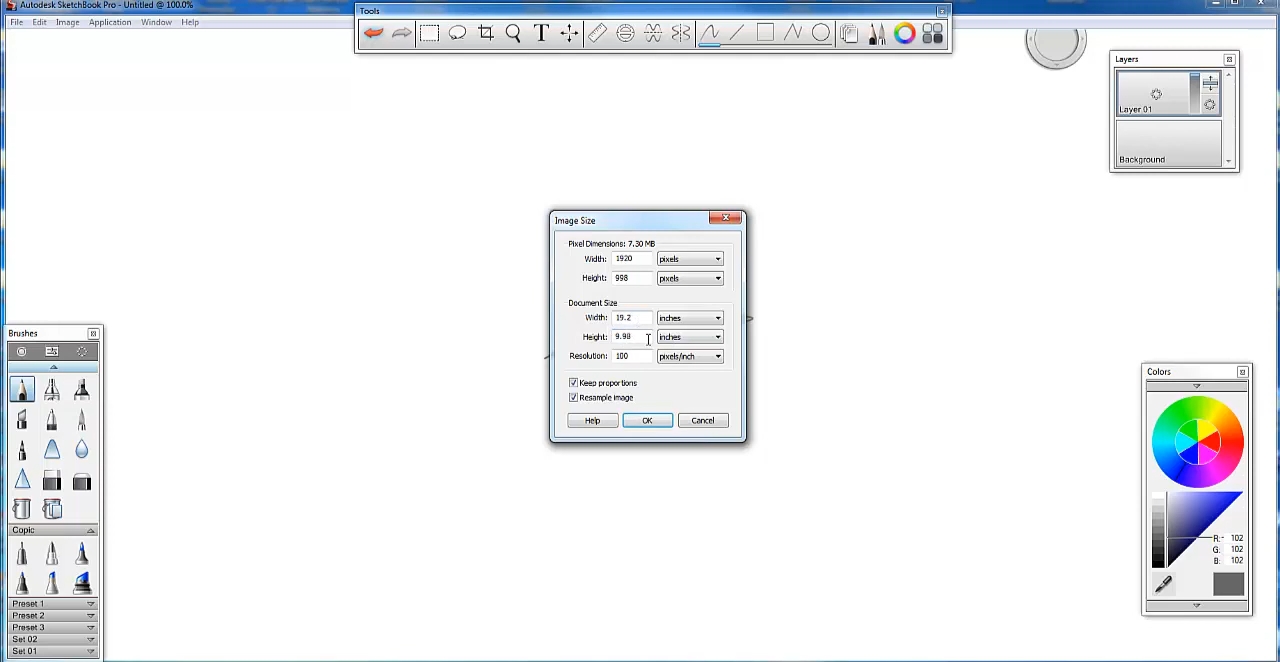 Autodesk SketchBook Pro - Untitled @ 100.0%
File Edit Image Application Window Help
Tools
T
Layers
Layer 01
Background
Image Size
Pixel Dimensions: 7.30 MB
Width: 1920 pixels
Height: 998 pixels
Document Size
Width: 19.2 inches
Height: 9.98 inches
Resolution: 100 pixels/inch
Keep proportions
Resample image
Help OK Cancel
Brushes
Copic
Preset 1
Preset 2
Preset 3
Set 02
Set 01
Colors
R: 102
G: 102
B: 102